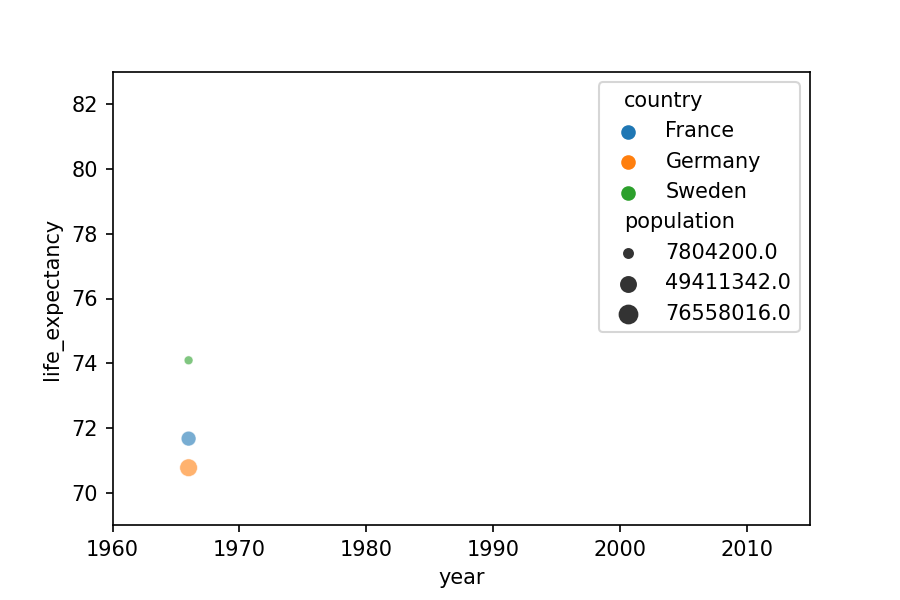 82
80
78
76
74
72
70
life_expectancy
1960 1970 1980 1990 2000 2010
year
country
France
Germany
Sweden
population
7804200.0
49411342.0
76558016.0